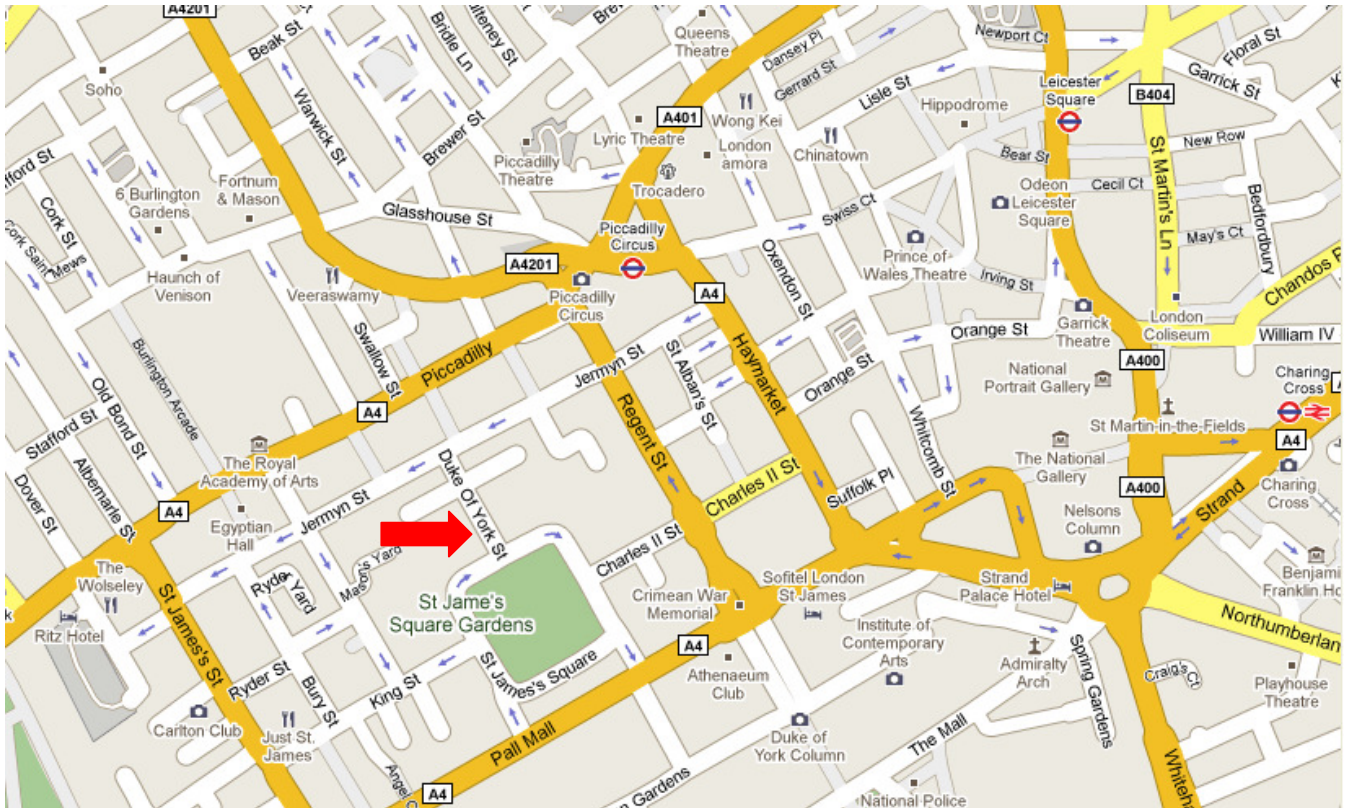 A4201
Beak St
Soho
Warwick St
Bridle Ln
Brewer St
Queens
Theatre
Dansey Pl
Gerrard St
Newport Ct
Floral St
Garrick St
Leicester
Square
B404
Lisle St
Hippodrome
A401
Wong Kei
Lyric Theatre
London
amora
Chinatown
Piccadilly
Theatre
Trocadero
St Martin's Ln
New Row
Bear St
Cecil Ct
Odeon
Leicester
Square
Bedfordbury
May's Ct
Chandos
6 Burlington
Gardens
Fortnum
& Mason
Glasshouse St
Cork St
Haunch of
Venison
Veeraswamy
A4201
Piccadilly
Circus
Piccadilly
Circus
A4
Swiss Ct
Oxendon St
Prince of
Wales Theatre
Irving St
Garrick
Theatre
London
Coliseum
William IV
Orange St
A400
Swallow St
Burlington Arcade
Piccadilly
A4
Jermyn St
Regent St
St Alban's St
Haymarket
Orange St
Whitcomb St
National
Portrait Gallery
St Martin-in-the-Fields
Charing
Cross
A4
Charing
Cross
The National
Gallery
A400
Nelsons
Column
Strand
Old Bond St
Stafford St
Albemarle St
Dover St
The Royal
Academy of Arts
A4
Egyptian
Hall
Jermyn St
Duke Of York St
Charles II St
Charles II St
Suffolk Pl
The
Wolseley
Ritz Hotel
St James's St
Ryder Yard
Mason's Yard
St Jame's
Square Gardens
Crimean War
Memorial
Sofitel London
St James
Strand
Palace Hotel
Institute of
Contemporary
Arts
Admiralty
Arch
Spring Gardens
Craig's Ct
Northumberlan
Playhouse
Theatre
A4
Athenaeum
Club
St James's Square
King St
Ryder St
Bury St
Carlton Club
Just St.
James
Pall Mall
A4
Duke of
York Column
The Mall
Gardens
National Police